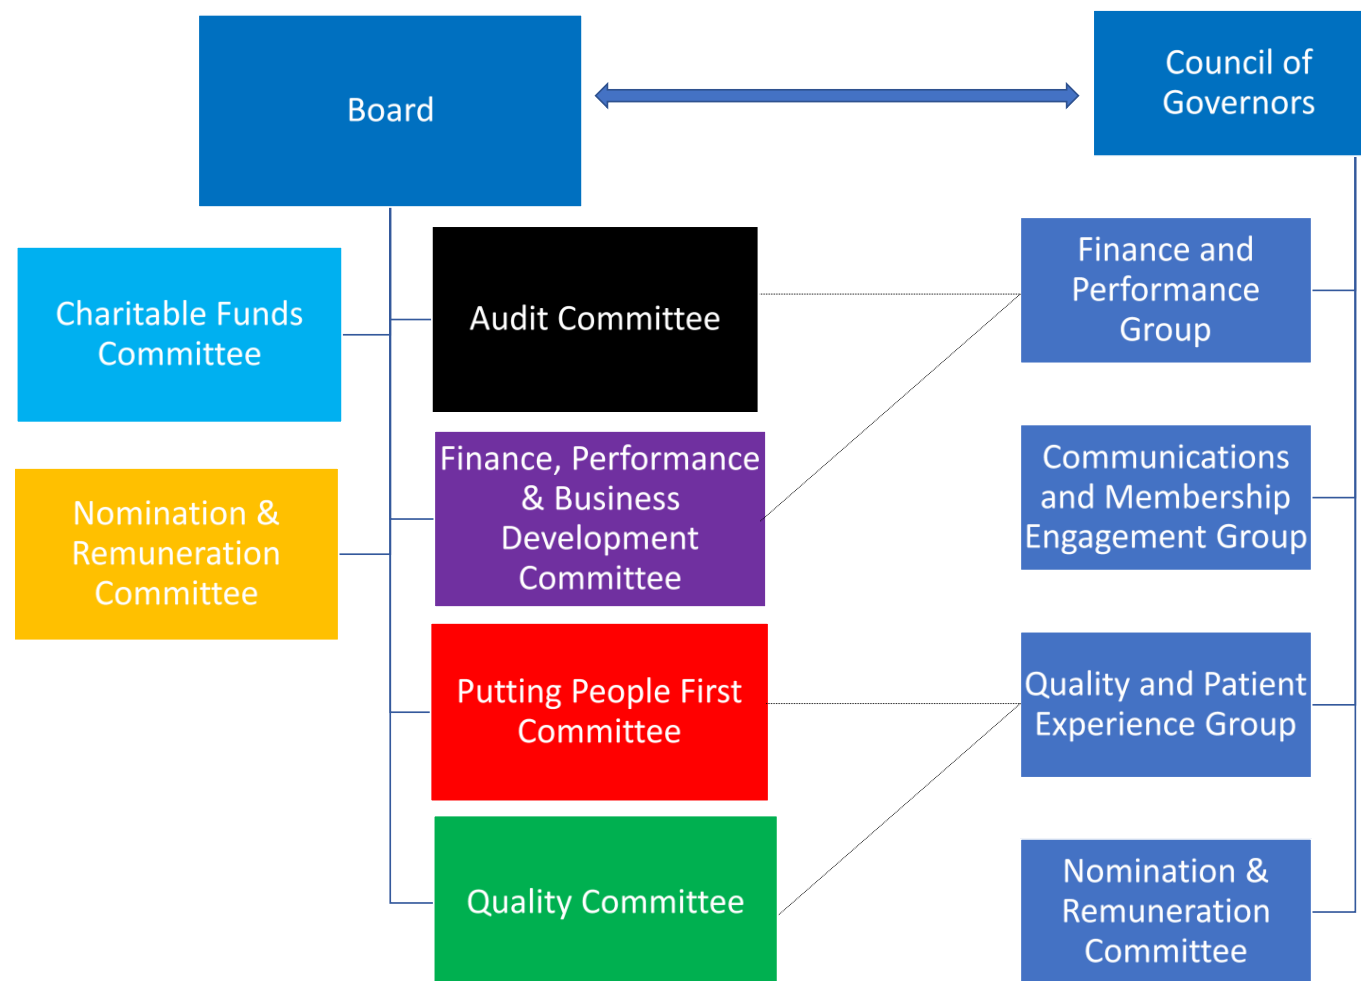 Board
Council of
Governors
Charitable Funds
Committee
Audit Committee
Finance and
Performance
Group
Nomination &
Remuneration
Committee
Finance, Performance
& Business
Development
Committee
Communications
and Membership
Engagement Group
Putting People First
Committee
Quality and Patient
Experience Group
Quality Committee
Nomination &
Remuneration
Committee